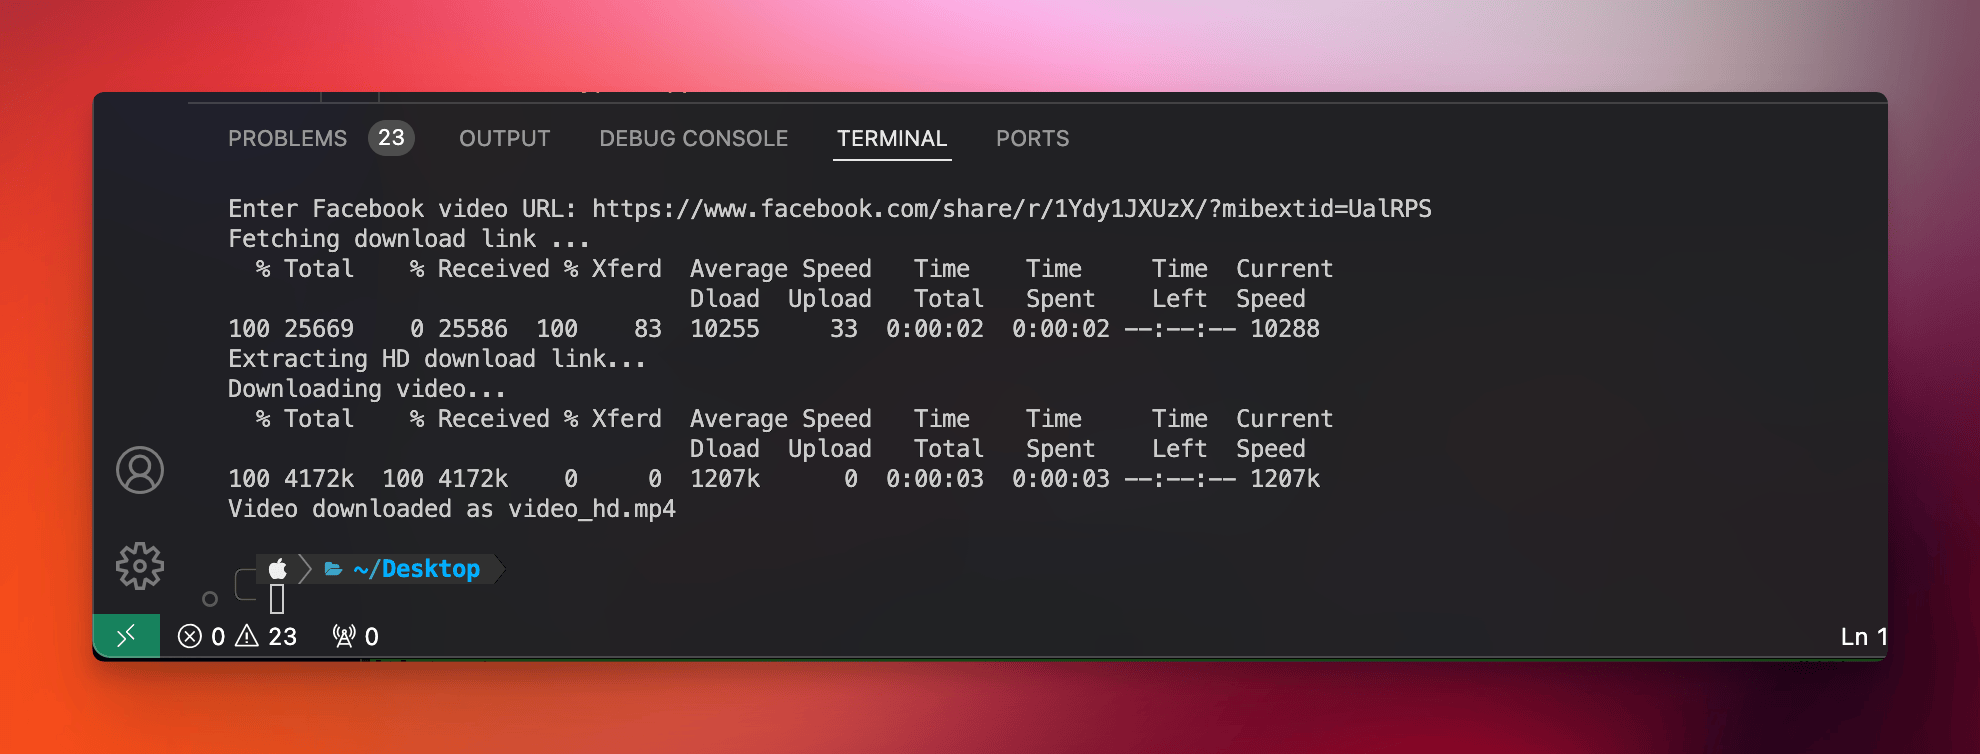 PROBLEMS 23 OUTPUT DEBUG CONSOLE TERMINAL PORTS
Enter Facebook video URL: https://www.facebook.com/share/r/1Ydy1JXUzX/?mibextid=UalRPS
Fetching download link ...
% Total % Received % Xferd Average Speed Time Time Time Current
Dload Upload Total Spent Left Speed
100 25669 0 25586 100 83 10255 33 0:00:02 0:00:02 --:--:-- 10288
Extracting HD download link...
Downloading video...
% Total % Received % Xferd Average Speed Time Time Time Current
Dload Upload Total Spent Left Speed
100 4172k 100 4172k 0 0 1207k 0 0:00:03 0:00:03 --:--:-- 1207k
Video downloaded as video_hd.mp4
~/Desktop
0 23 0 Ln 1